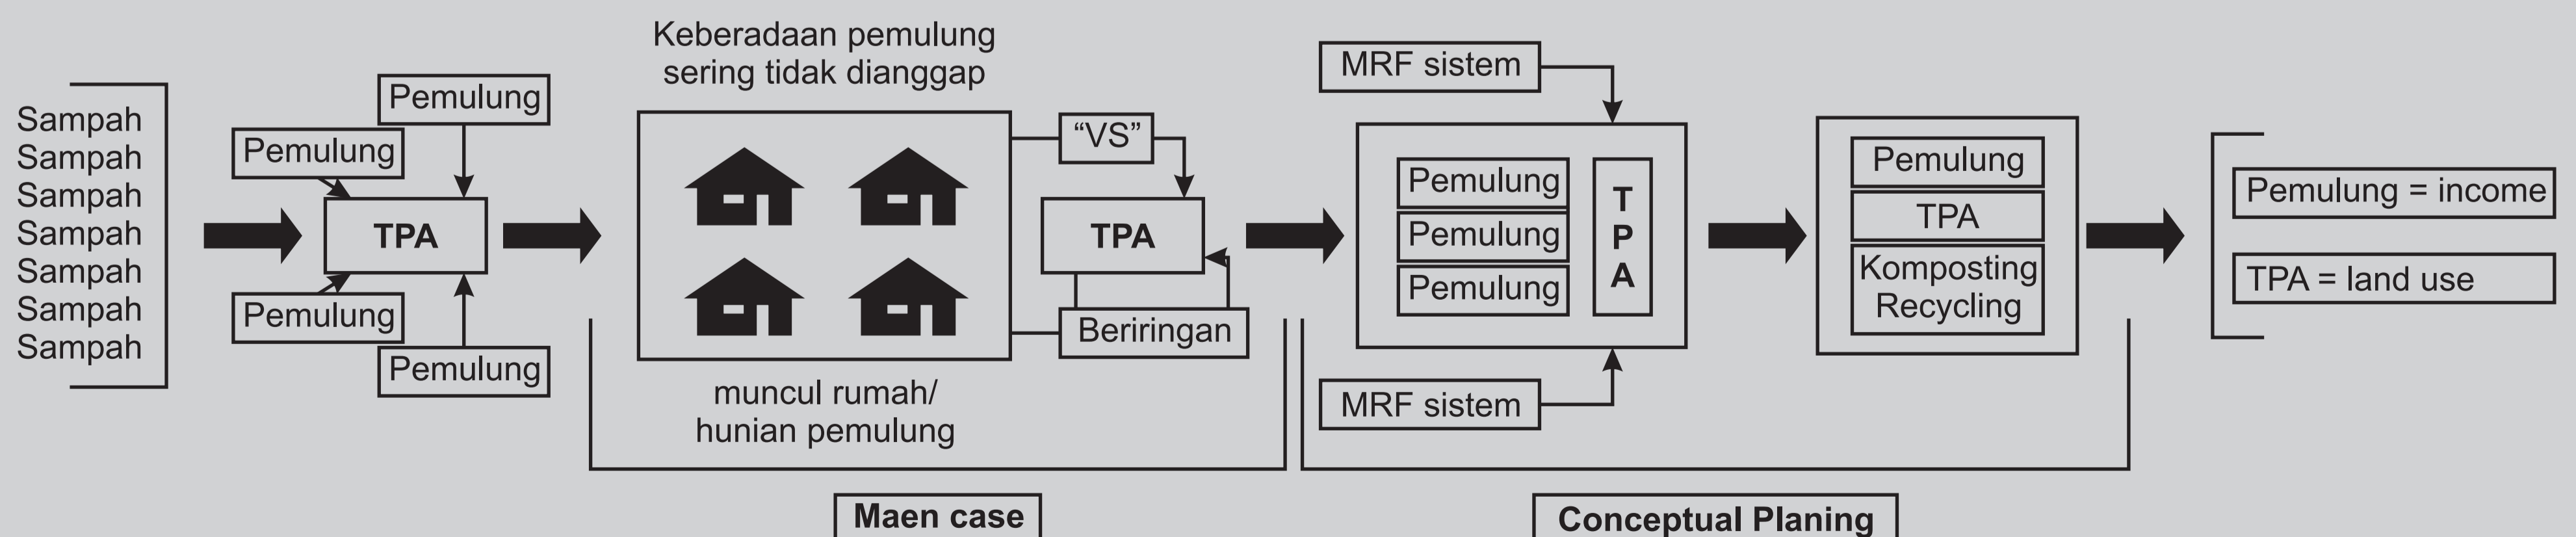 Sampah
Sampah
Sampah
Sampah
Sampah
Sampah
Sampah
Pemulung
Pemulung
TPA
Pemulung
Pemulung
Keberadaan pemulung
sering tidak dianggap
muncul rumah/
hunian pemulung
“VS”
TPA
Beriringan
Maen case
MRF sistem
Pemulung
Pemulung
Pemulung
T
P
A
MRF sistem
Pemulung
TPA
Komposting
Recycling
Conceptual Planing
Pemulung = income
TPA = land use